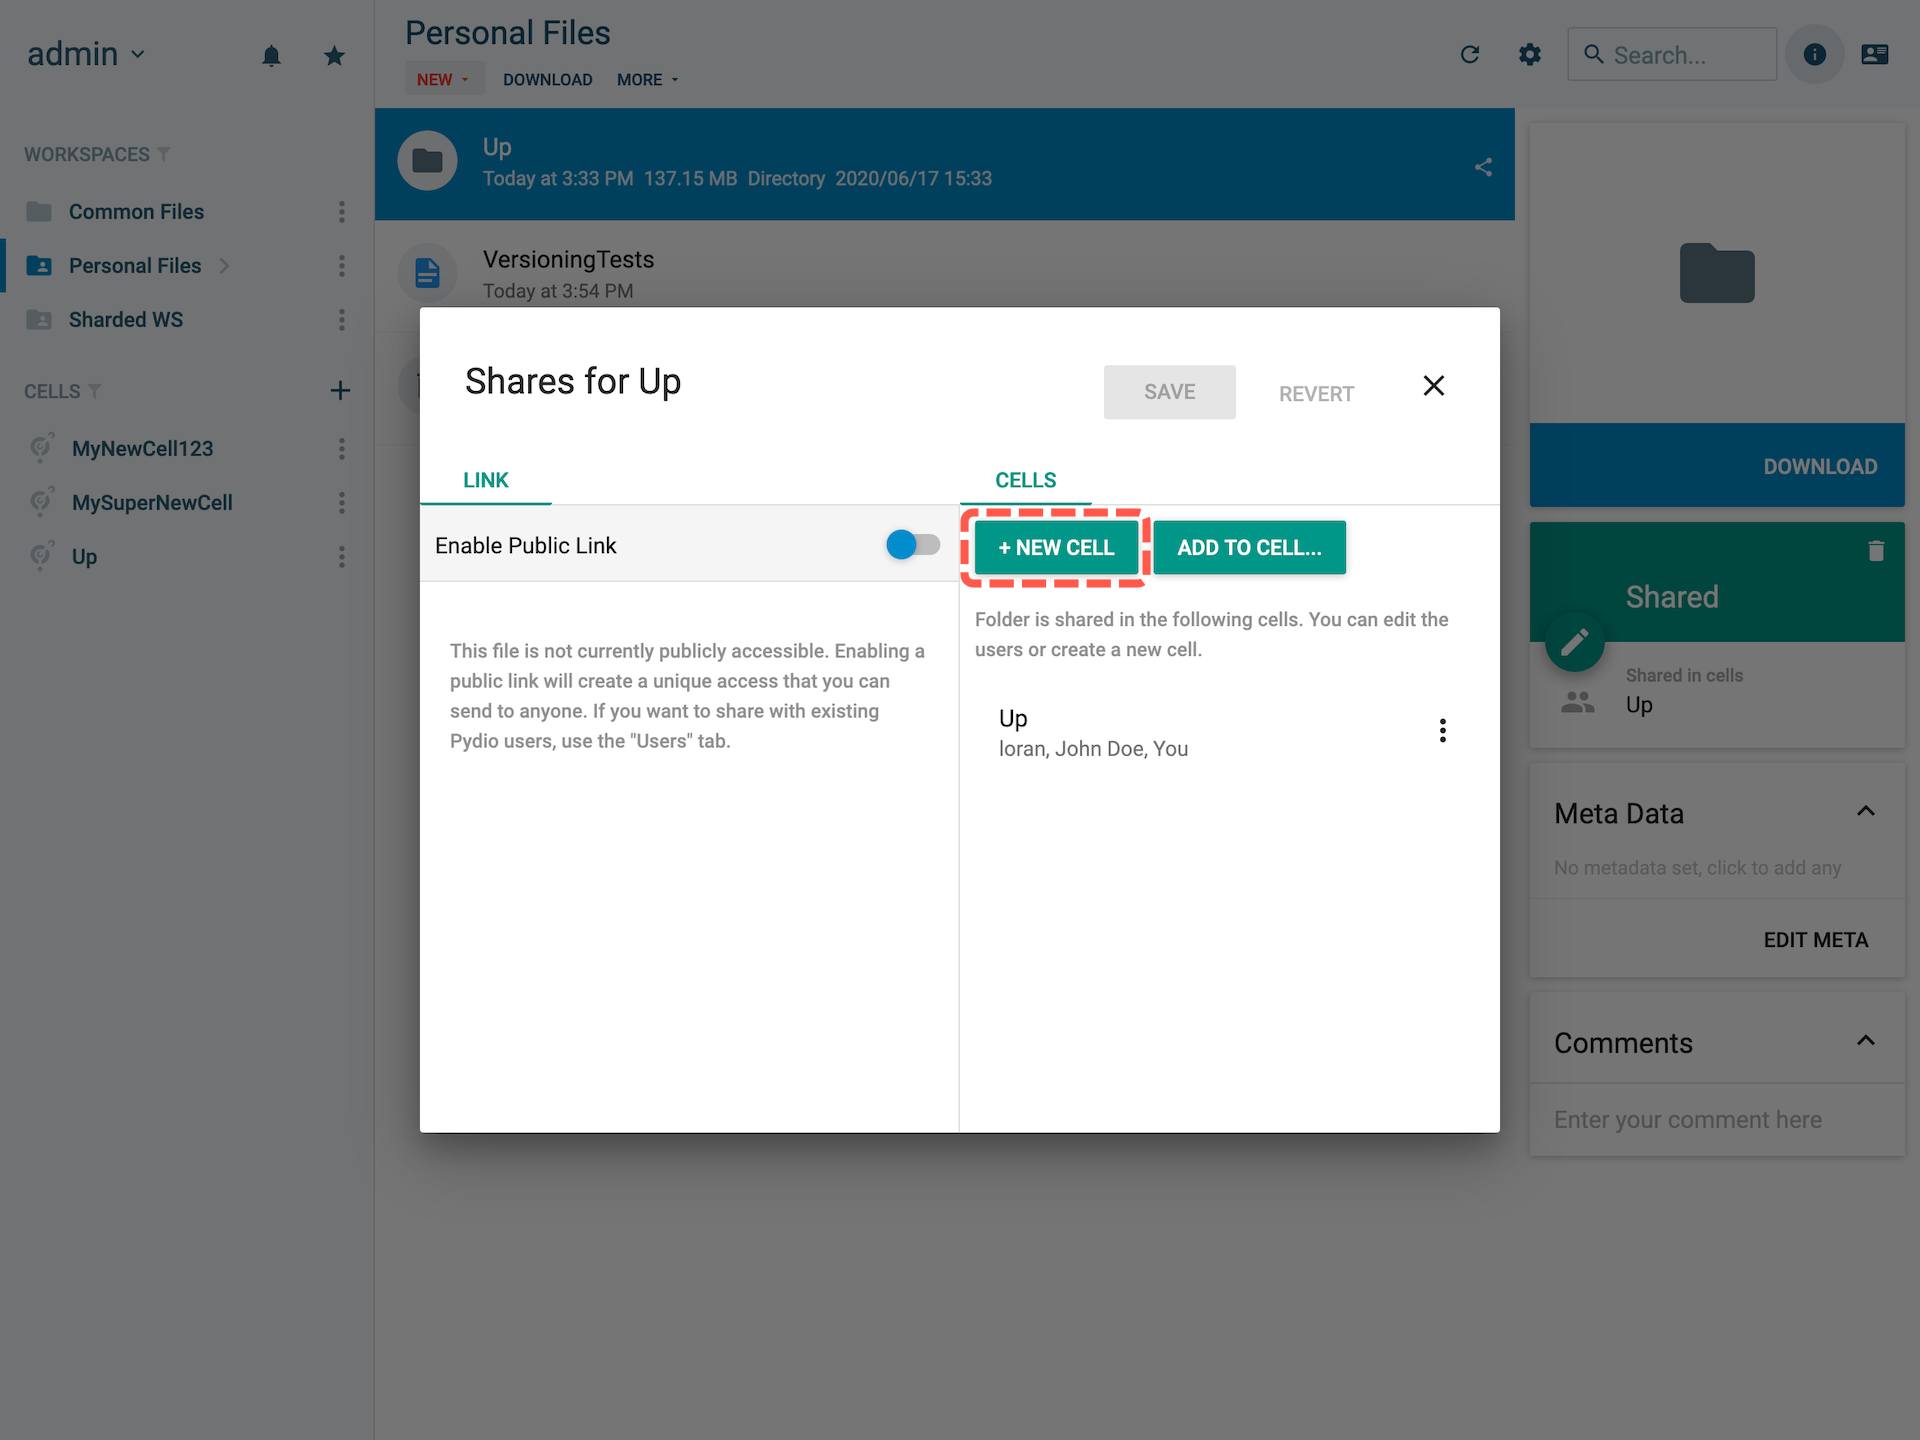 admin
WORKSPACES
Common Files
Personal Files
Sharded WS
CELLS
MyNewCell123
MySuperNewCell
Up
Personal Files
NEW
DOWNLOAD
MORE
Search...
Up
Today at 3:33 PM 137.15 MB Directory 2020/06/17 15:33
VersioningTests
Today at 3:54 PM
Shares for Up
SAVE
REVERT
LINK
Enable Public Link
This file is not currently publicly accessible. Enabling a
public link will create a unique access that you can
send to anyone. If you want to share with existing
Pydio users, use the "Users" tab.
CELLS
+ NEW CELL
ADD TO CELL...
Folder is shared in the following cells. You can edit the
users or create a new cell.
Up
loran, John Doe, You
DOWNLOAD
Shared
Shared in cells
Up
Meta Data
No metadata set, click to add any
EDIT META
Comments
Enter your comment here